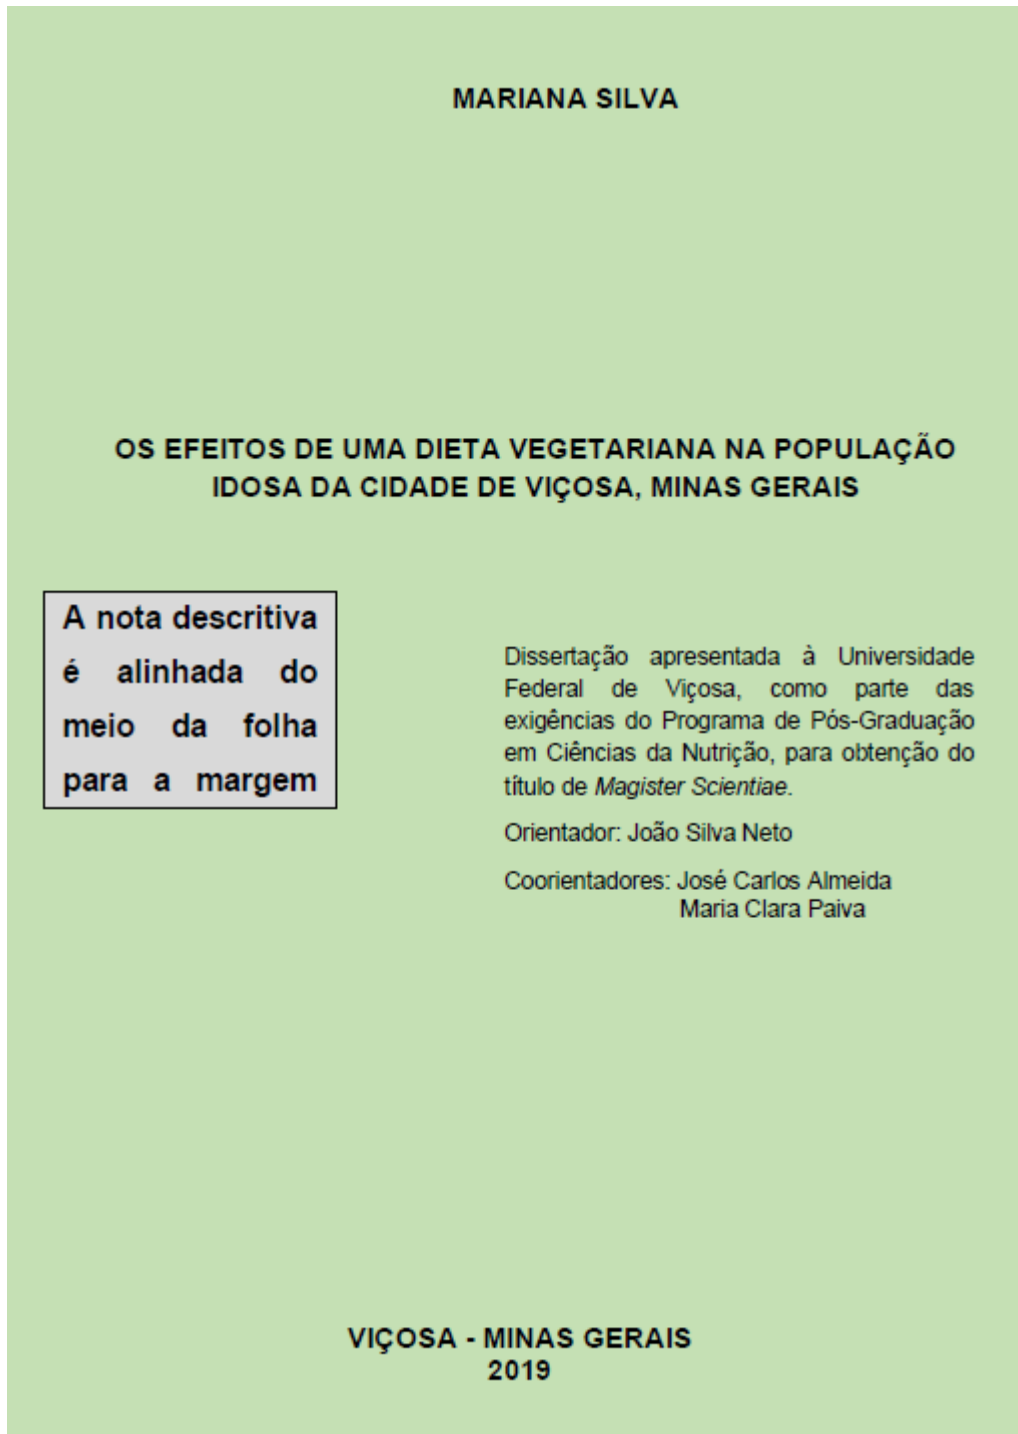 MARIANA SILVA
OS EFEITOS DE UMA DIETA VEGETARIANA NA POPULAÇÃO
IDOSA DA CIDADE DE VIÇOSA, MINAS GERAIS
A nota descritiva
é alinhada do
meio da folha
para a margem
Dissertação apresentada à Universidade
Federal de Viçosa, como parte das
exigências do Programa de Pós-Graduação
em Ciências da Nutrição, para obtenção do
título de Magister Scientiae.
Orientador: João Silva Neto
Coorientadores: José Carlos Almeida
Maria Clara Paiva
VIÇOSA - MINAS GERAIS
2019